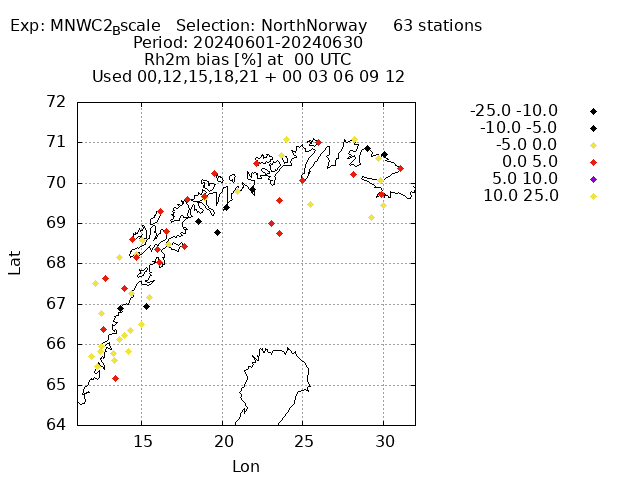 Exp: MNWC2_Bscale Selection: NorthNorway 63 stations
Period: 20240601-20240630
Rh2m bias [%] at 00 UTC
Used 00,12,15,18,21 + 00 03 06 09 12
72
71
70
69
68
67
66
65
64
Lat
15 20 25 30
Lon
-25.0 -10.0
-10.0 -5.0
-5.0 0.0
0.0 5.0
5.0 10.0
10.0 25.0